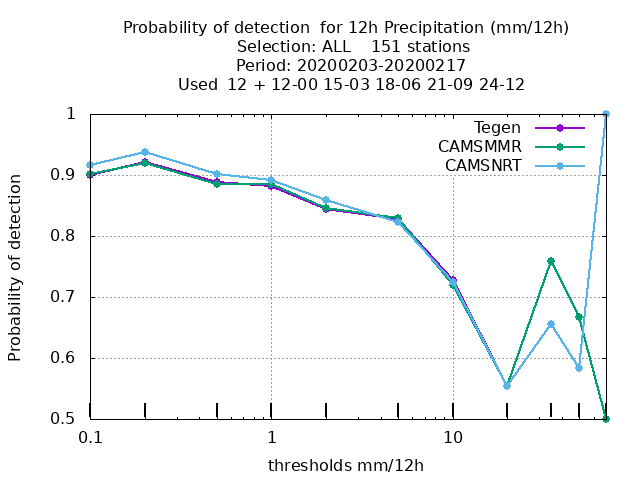 Probability of detection  for 12h Precipitation (mm/12h)
Selection: ALL    151 stations
Period: 20200203-20200217
Used  12 + 12-00 15-03 18-06 21-09 24-12
Tegen
CAMSMMR
CAMSNRT
Probability of detection
1
0.9
0.8
0.7
0.6
0.5
0.1
1
10
thresholds mm/12h